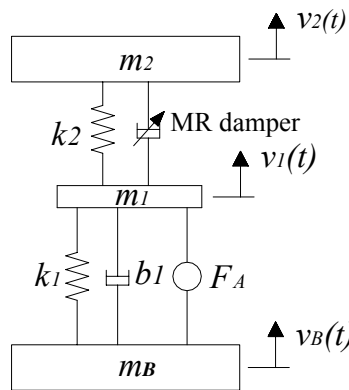 v2(t)
m2
k2
MR damper
v1(t)
m1
k1
b1
FA
vB(t)
mB